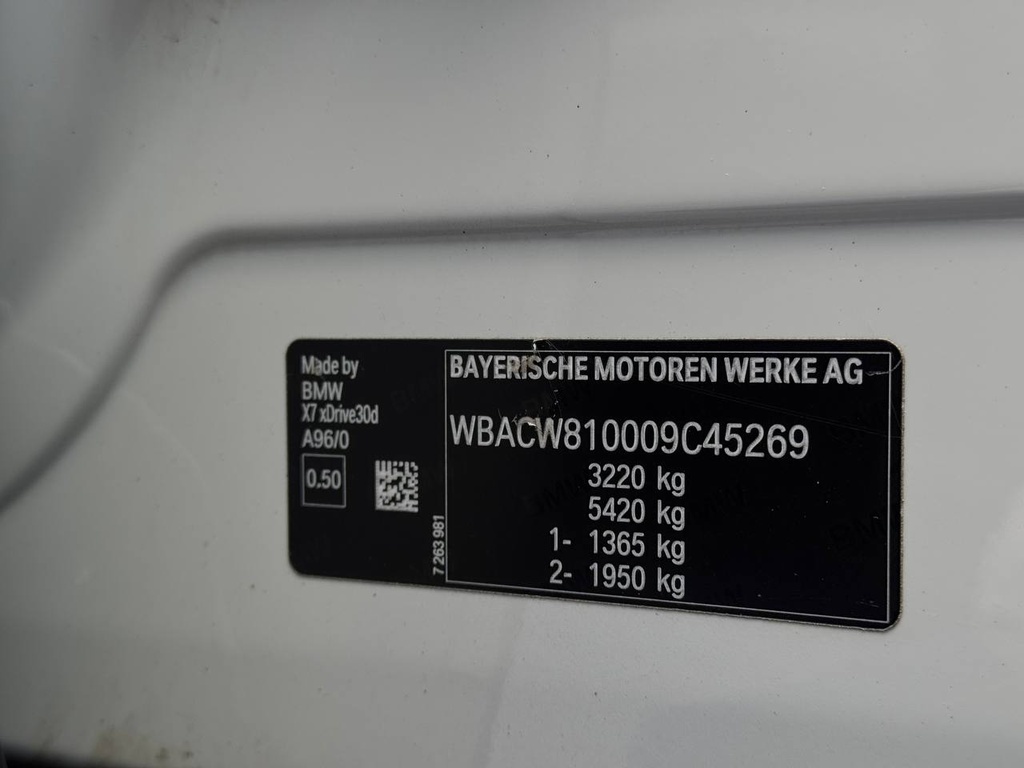 Made by
BMW
X7 xDrive30d
A96/0
0.50
7 263 981
BAYERISCHE MOTOREN WERKE AG
WBACW810009C45269
3220 kg
5420 kg
1- 1365 kg
2- 1950 kg